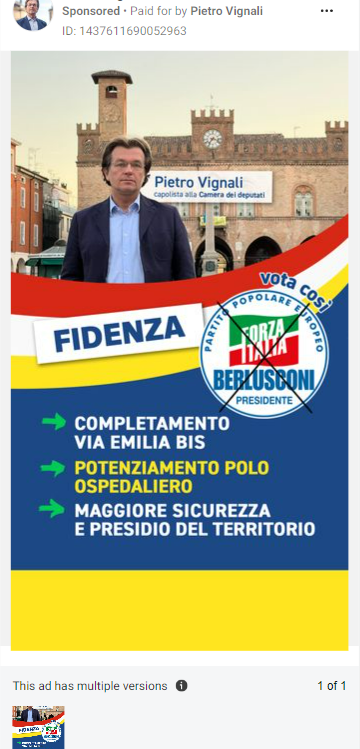 Sponsored • Paid for by Pietro Vignali
ID: 1437611690052963
Pietro Vignali
capolista alla Camera dei deputati
vota così
FIDENZA
PARTITO POPOLARE EUROPEO
FORZA
ITALIA
BERLUSCONI
PRESIDENTE
COMPLETAMENTO
VIA EMILIA BIS
POTENZIAMENTO POLO
OSPEDALIERO
MAGGIORE SICUREZZA
E PRESIDIO DEL TERRITORIO
This ad has multiple versions
1 of 1
FIDENZA